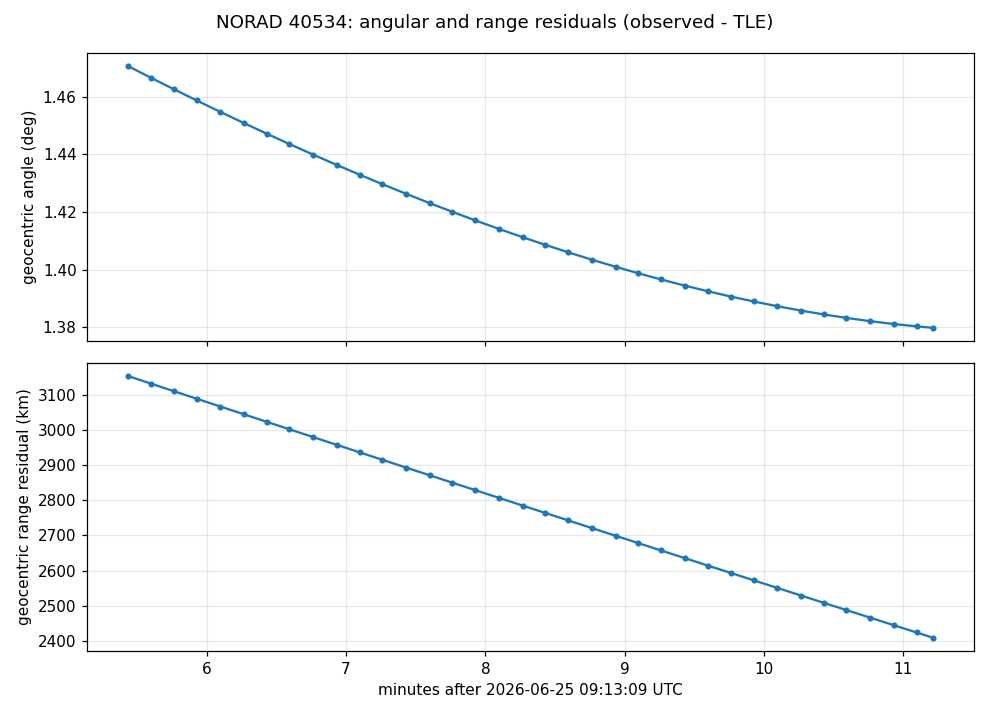 NORAD 40534: angular and range residuals (observed - TLE)
geocentric angle (deg)
1.46
1.44
1.42
1.40
1.38
geocentric range residual (km)
3100
3000
2900
2800
2700
2600
2500
2400
6 7 8 9 10 11
minutes after 2026-06-25 09:13:09 UTC